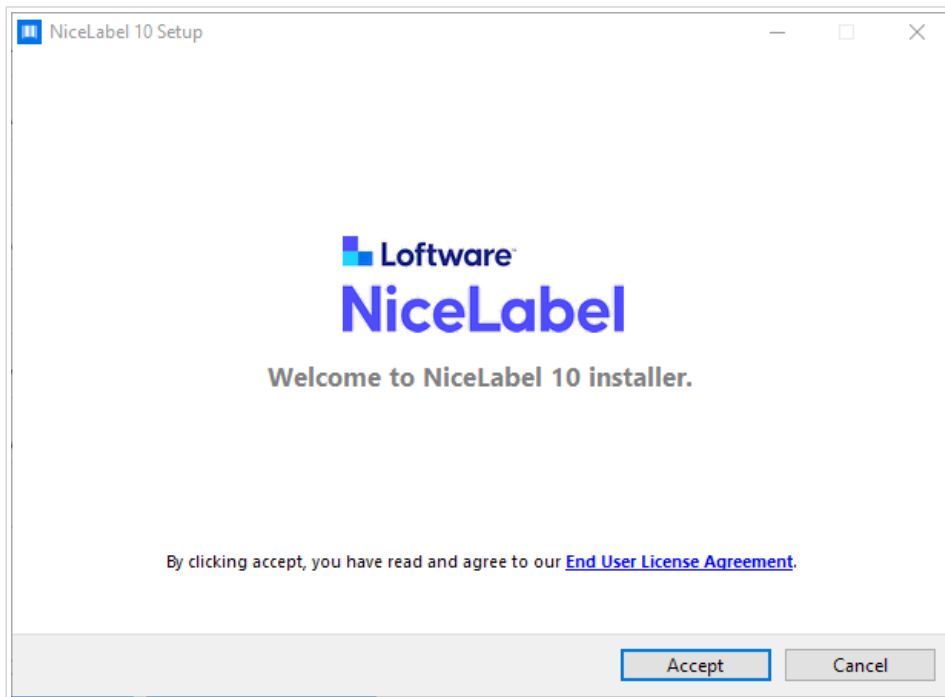 NiceLabel 10 Setup
Loftware™
NiceLabel
Welcome to NiceLabel 10 installer.
By clicking accept, you have read and agree to our End User License Agreement.
Accept
Cancel